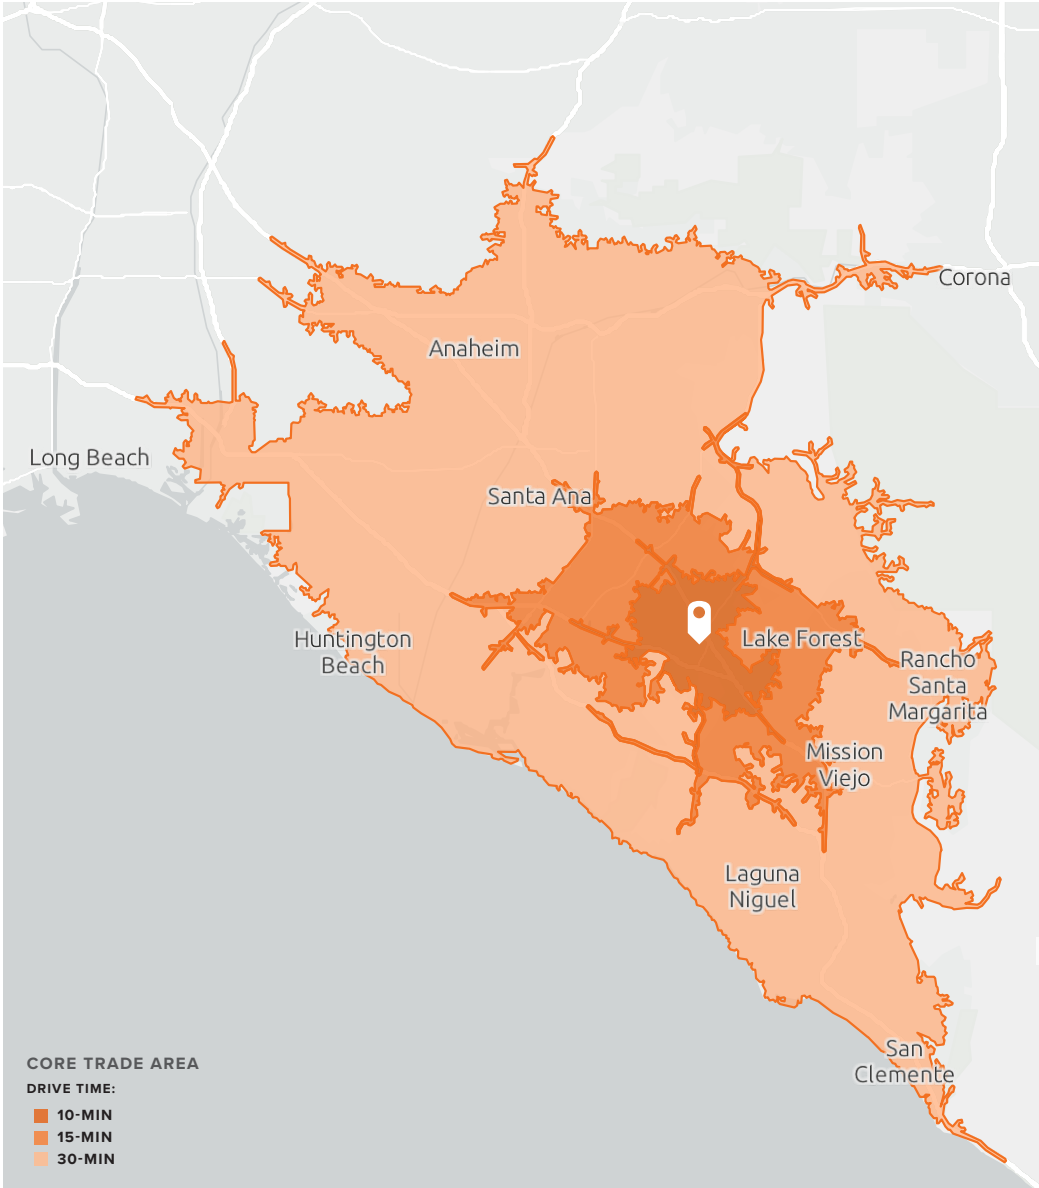 Corona
Anaheim
Long Beach
Santa Ana
Huntington
Beach
Lake Forest
Rancho
Santa
Margarita
Mission
Viejo
Laguna
Niguel
San
Clemente
CORE TRADE AREA
DRIVE TIME:
10-MIN
15-MIN
30-MIN